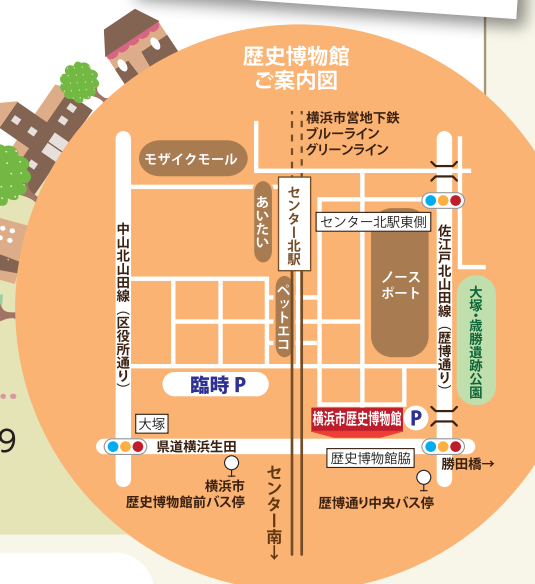 歴史博物館
ご案内図
横浜市営地下鉄
ブルーライン
グリーンライン
モザイクモール
あいたい
センター北駅
センター北駅東側
中山北山田線(区役所通り)
ペットエコ
ノース
ポート
佐江戸北山田線(歴博通り)
大塚・歳勝遺跡公園
臨時P
横浜市歴史博物館
P
大塚
県道横浜生田
歴史博物館脇
勝田橋→
9
横浜市
歴史博物館前バス停
センター南→
歴博通り中央バス停